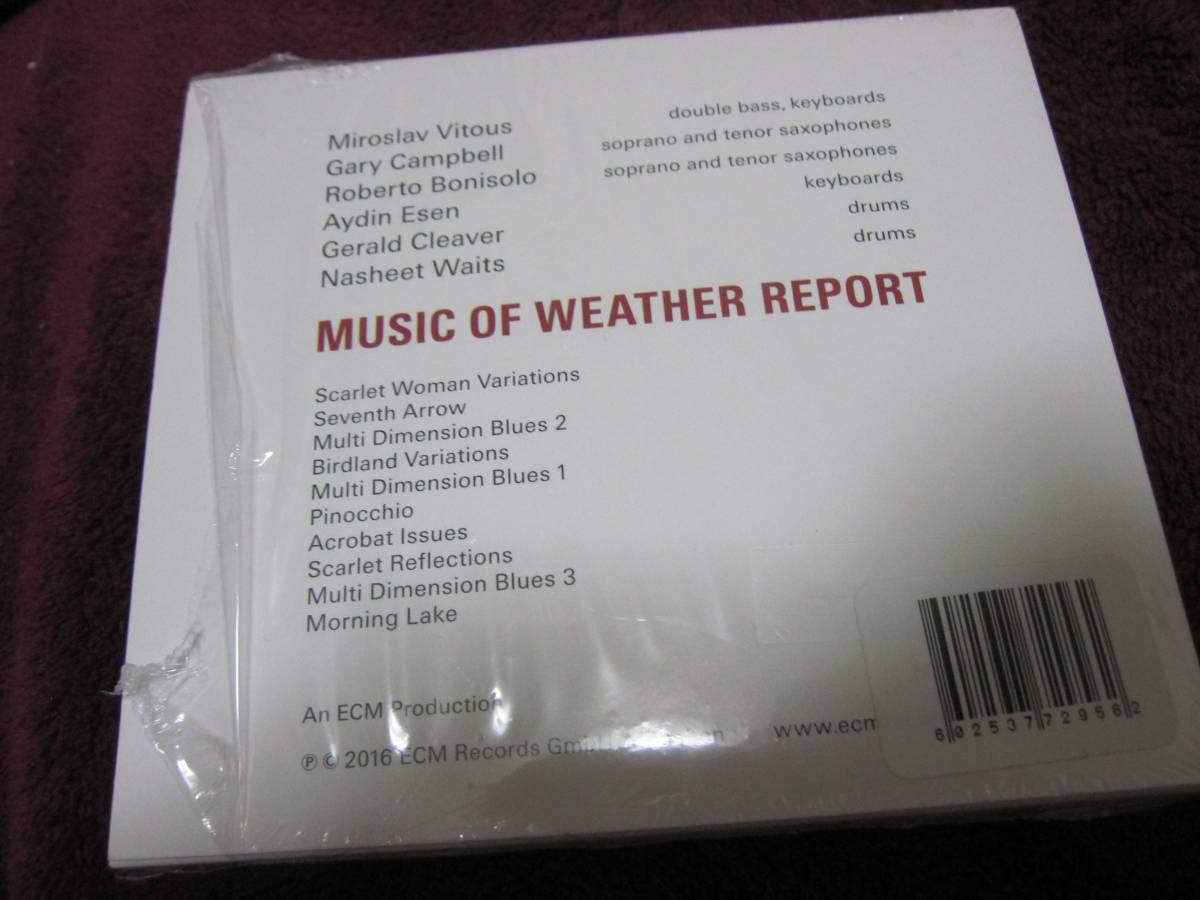 Miroslav Vitous double bass, keyboards
Gary Campbell soprano and tenor saxophones
Roberto Bonisolo soprano and tenor saxophones
Aydin Esen keyboards
Gerald Cleaver drums
Nasheet Waits drums
MUSIC OF WEATHER REPORT
Scarlet Woman Variations
Seventh Arrow
Multi Dimension Blues 2
Birdland Variations
Multi Dimension Blues 1
Pinocchio
Acrobat Issues
Scarlet Reflections
Multi Dimension Blues 3
Morning Lake
An ECM Production
℗ © 2016 ECM Records GmbH
www.ecm
6 02537 72956 2